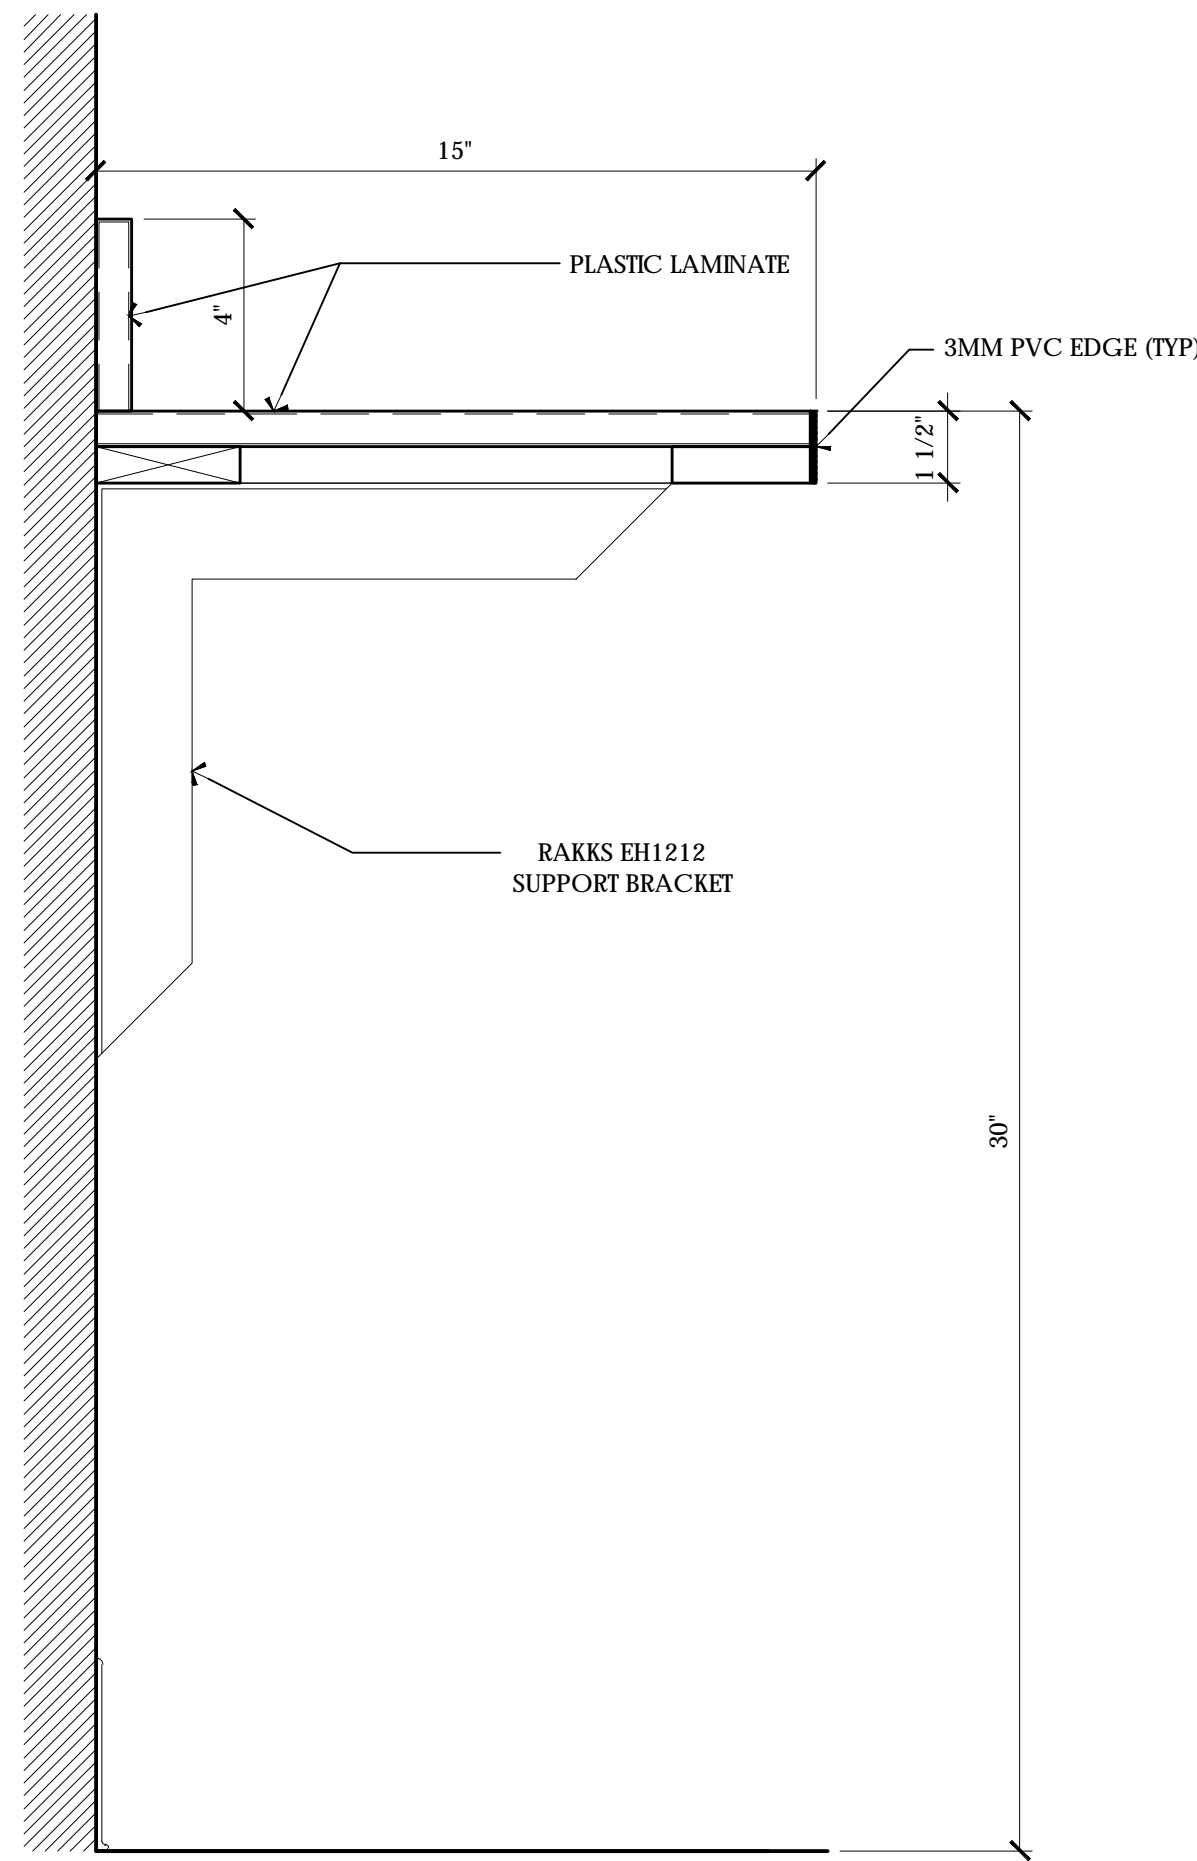 15"
PLASTIC LAMINATE
4"
3MM PVC EDGE (TYP)
1 1/2"
RAKKS EH1212
SUPPORT BRACKET
30"